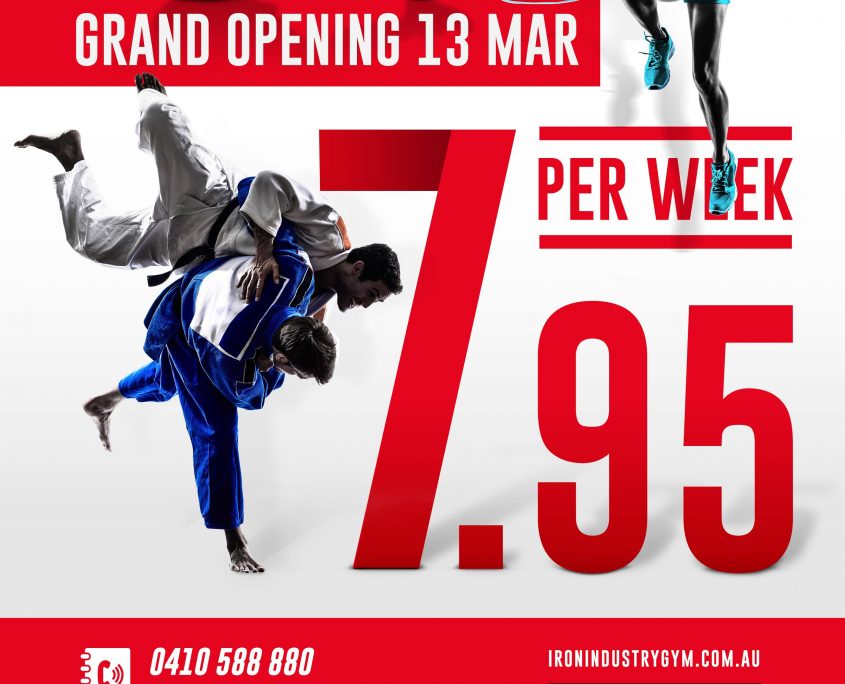 GRAND OPENING 13 MAR
PER WEEK
7.95
0410 588 880
IRONINDUSTRYGYM.COM.AU